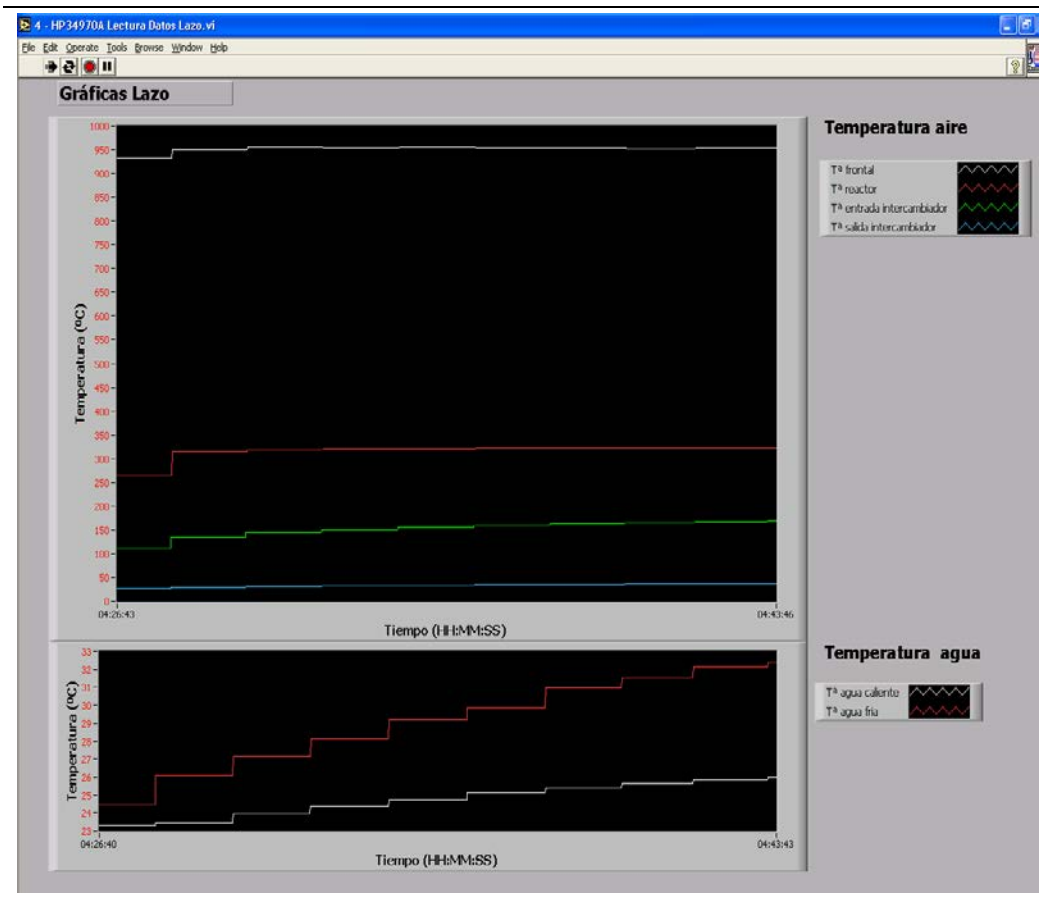 4 - HP34970A Lectura Datos Lazo.vi
File Edit Operate Tools Browse Window Help
Gráficas Lazo
1000
950
900
850
800
750
700
650
600
550
500
450
400
350
300
250
200
150
100
50
0
Temperatura (ºC)
04:26:43
04:43:46
Tiempo (HH:MM:SS)
Temperatura aire
Tª frontal
Tª reactor
Tª entrada intercambiador
Tª salida intercambiador
33
32
31
30
29
28
27
26
25
24
23
Temperatura (ºC)
04:26:40
04:43:43
Tiempo (HH:MM:SS)
Temperatura agua
Tª agua caliente
Tª agua fria